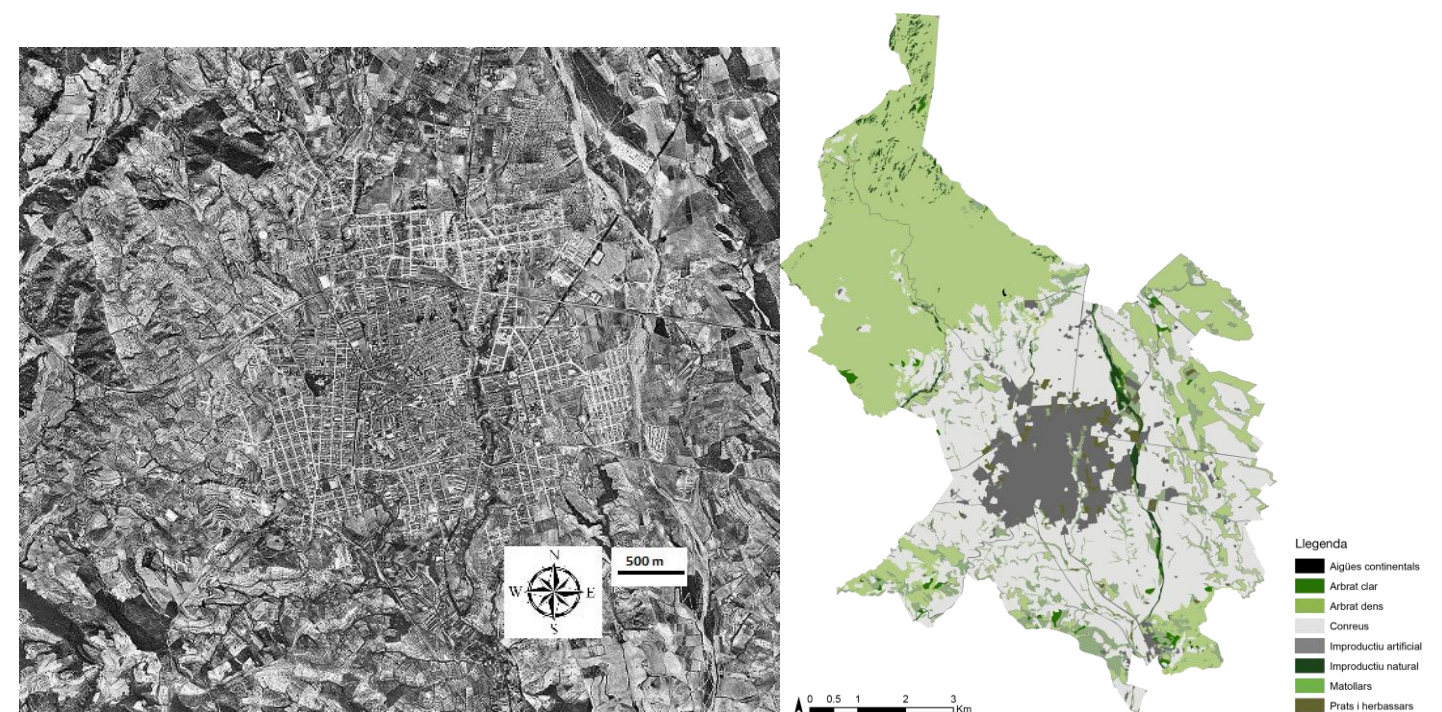 N
W E
S
500 m
0 0.5 1 2 3
Km
Llegenda
Aigües continentals
Arbrat clar
Arbrat dens
Conreus
Improductiu artificial
Improductiu natural
Matollars
Prats i herbassars